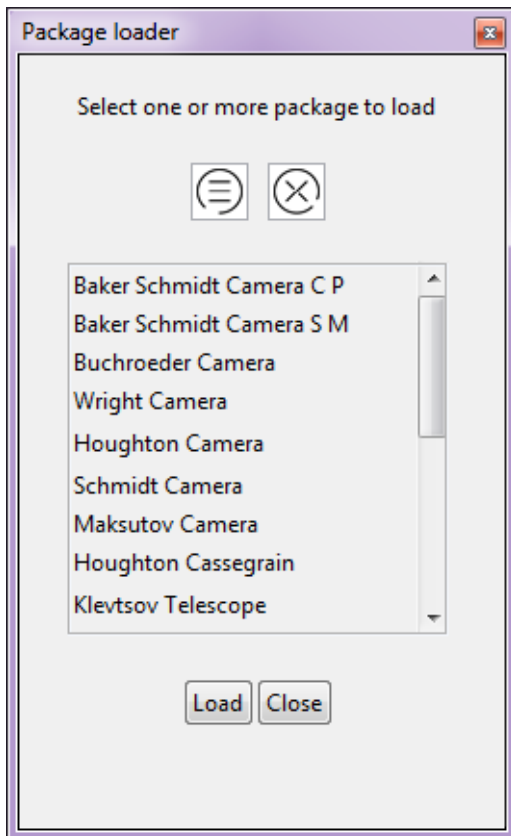 Package loader
Select one or more package to load
Baker Schmidt Camera C P
Baker Schmidt Camera S M
Buchroeder Camera
Wright Camera
Houghton Camera
Schmidt Camera
Maksutov Camera
Houghton Cassegrain
Klevtsov Telescope
Load Close